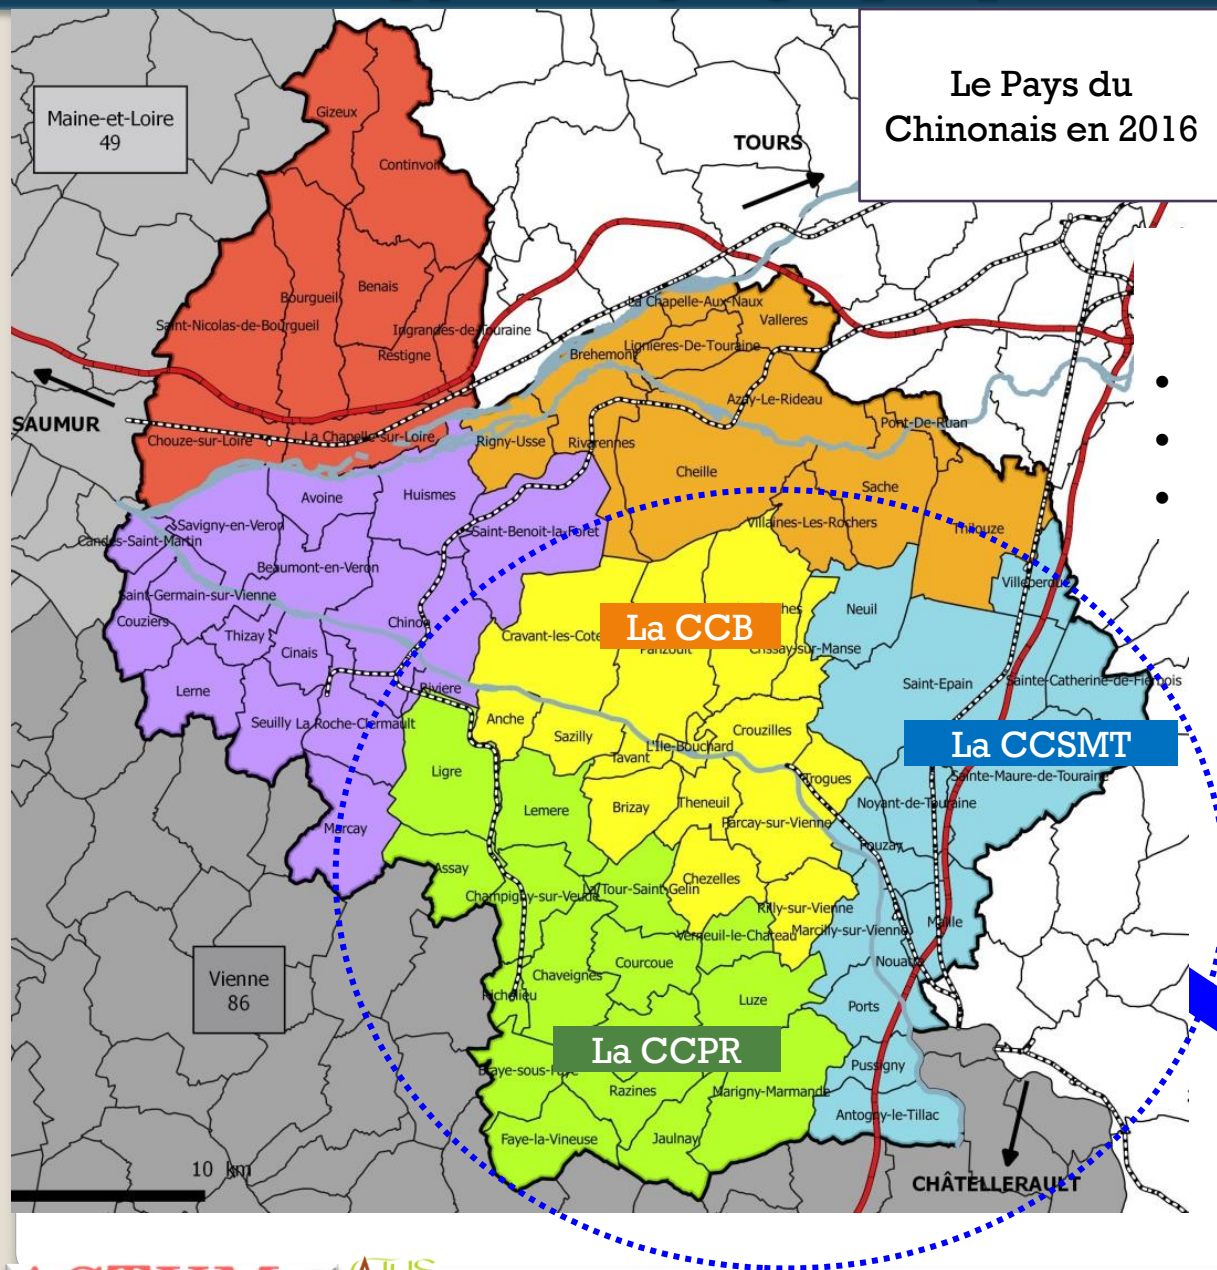 Le Pays du
Chinonais en 2016
Maine-et-Loire
49
Gizeux
TOURS
Continvoir
Benais
Bourgueil
La Chapelle-Aux-Naux
Valleres
Saint-Nicolas-de-Bourgueil
Ingrandes-de-Touraine
Restigne
Lignieres-De-Touraine
Brehemont
Azay-Le-Rideau
SAUMUR
Chouze-sur-Loire
La Chapelle-sur-Loire
Rigny-Usse
Rivarennes
Pont-De-Ruan
Cheille
Sache
Avoine
Huismes
Savigny-en-Veron
Saint-Benoit-la-Foret
Villaines-Les-Rochers
Thilouze
Candes-Saint-Martin
Beaumont-en-Veron
Villeperdue
Saint-Germain-sur-Vienne
Couziers
Thizay
Chinon
Neuil
La CCB
Cravant-les-Cote
Panzoult
Crissay-sur-Manse
Cinais
Lerne
Riviere
Saint-Epain
Sainte-Catherine-de-Fierbois
Seuilly
La Roche-Clermault
Anche
Sazilly
Crouzilles
La CCSMT
Tavant
L'Ile-Bouchard
Ligre
Trogues
Sainte-Maure-de-Touraine
Lemere
Brizay
Theneuil
Noyant-de-Touraine
Marcay
Parcay-sur-Vienne
Pouzay
Assay
Chezelles
Champigny-sur-Veude
La Tour-Saint-Gelin
Rilly-sur-Vienne
Maille
Verneuil-le-Chateau
Marcilly-sur-Vienne
Vienne
86
Courcoue
Nouatre
Chaveignes
Richelieu
Luze
Ports
La CCPR
Braye-sous-Faye
Razines
Marigny-Marmande
Pussigny
Antogny-le-Tillac
Faye-la-Vineuse
Jaulnay
10 km
CHÂTELLERAULT